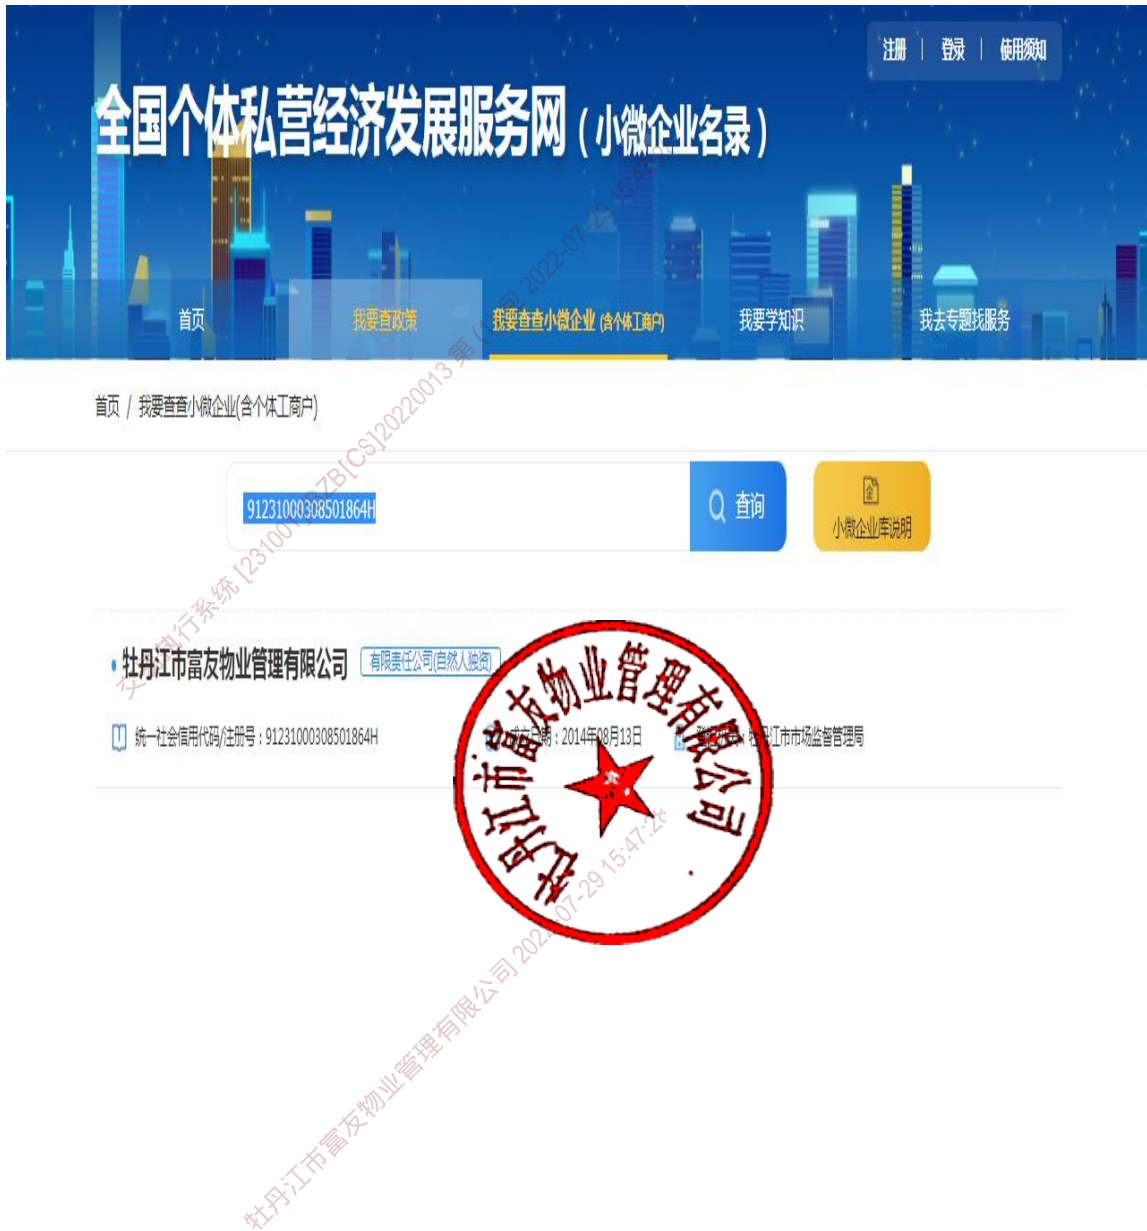 注册 | 登录 | 使用须知
全国个体私营经济发展服务网（小微企业名录）
首页 我要查政策 我要查查小微企业 (含个体工商户) 我要学知识 我去专题找服务
首页 / 我要查查小微企业(含个体工商户)
91231000308501864H 查询
小微企业库说明
牡丹江市富友物业管理有限公司 有限责任公司(自然人独资)
统一社会信用代码/注册号：91231000308501864H 成立日期：2014年08月13日 登记机关：牡丹江市市场监督管理局
牡丹江市富友物业管理有限公司
牡丹江市富友物业管理有限公司 2022-07-29 15:47:28